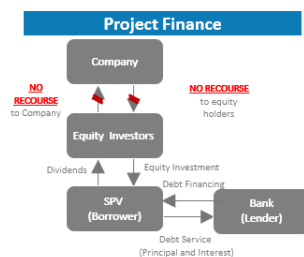 Project Finance
Company
NO
RECOURSE
to Company
NO RECOURSE
to equity
holders
Equity Investors
Dividends
Equity Investment
Debt Financing
SPV
(Borrower)
Bank
(Lender)
Debt Service
(Principal and Interest)